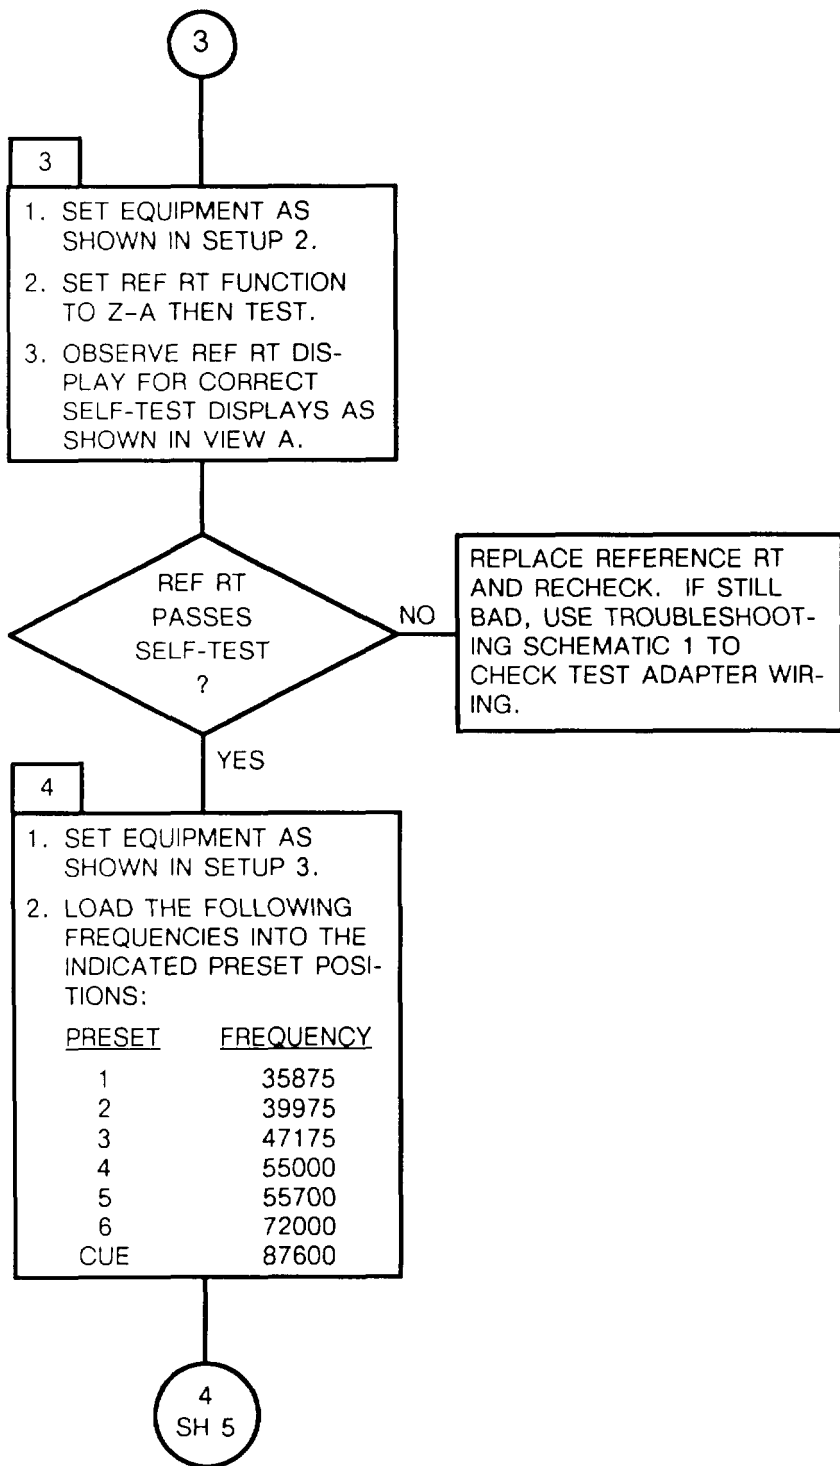 3
3
1. SET EQUIPMENT AS
SHOWN IN SETUP 2.
2. SET REF RT FUNCTION
TO Z-A THEN TEST.
3. OBSERVE REF RT DIS-
PLAY FOR CORRECT
SELF-TEST DISPLAYS AS
SHOWN IN VIEW A.
REF RT
PASSES
SELF-TEST
?
NO
REPLACE REFERENCE RT
AND RECHECK. IF STILL
BAD, USE TROUBLESHOOT-
ING SCHEMATIC 1 TO
CHECK TEST ADAPTER WIR-
ING.
YES
4
1. SET EQUIPMENT AS
SHOWN IN SETUP 3.
2. LOAD THE FOLLOWING
FREQUENCIES INTO THE
INDICATED PRESET POSI-
TIONS:
PRESET FREQUENCY
1 35875
2 39975
3 47175
4 55000
5 55700
6 72000
CUE 87600
4
SH 5